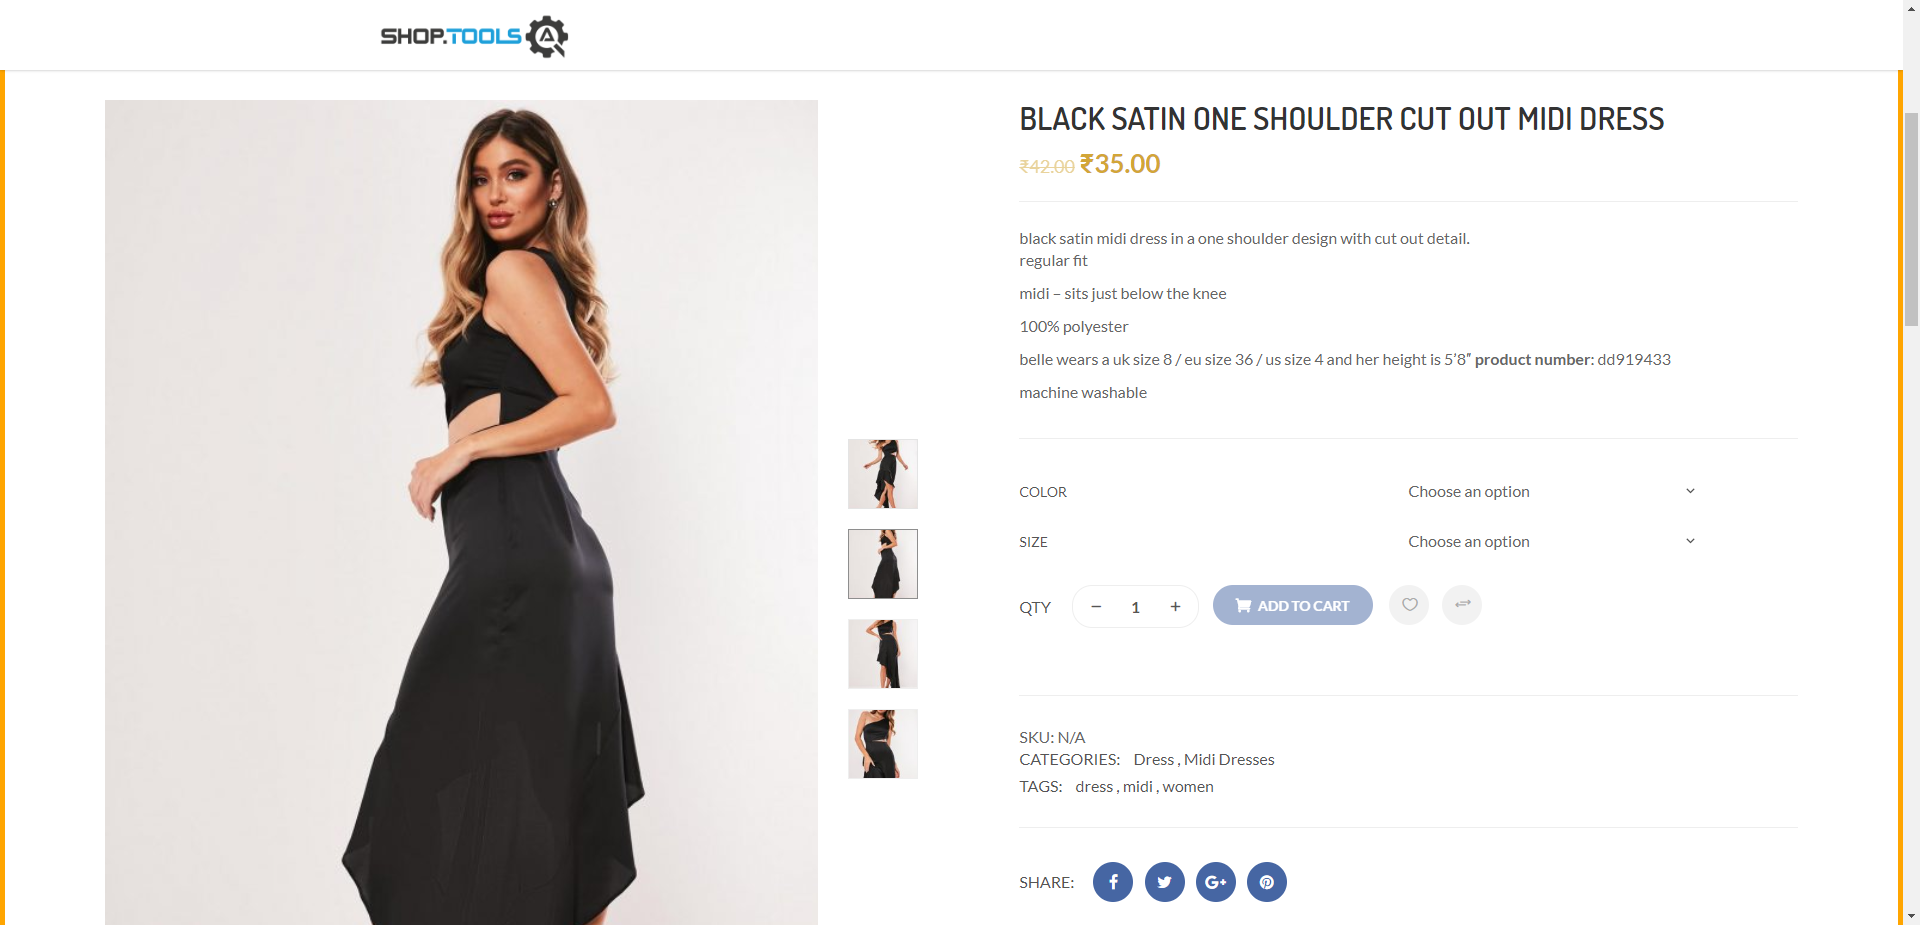 SHOP.TOOLS
BLACK SATIN ONE SHOULDER CUT OUT MIDI DRESS
₹42.00 ₹35.00
black satin midi dress in a one shoulder design with cut out detail.
regular fit
midi – sits just below the knee
100% polyester
belle wears a uk size 8 / eu size 36 / us size 4 and her height is 5’8” product number: dd919433
machine washable
COLOR Choose an option
SIZE Choose an option
QTY − 1 + ADD TO CART
SKU: N/A
CATEGORIES: Dress , Midi Dresses
TAGS: dress , midi , women
SHARE: